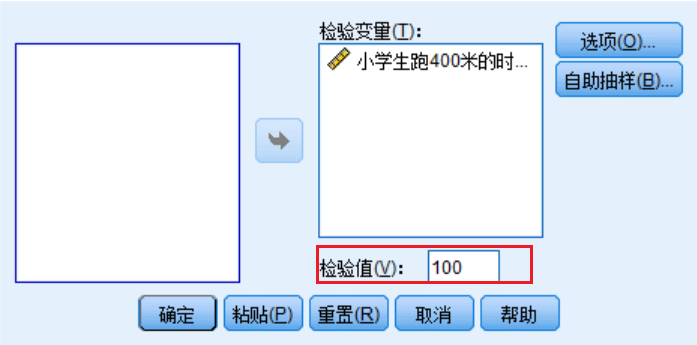 检验变量(T):
小学生跑400米的时...
选项(O)...
自助抽样(B)...
检验值(V): 100
确定 粘贴(P) 重置(R) 取消 帮助